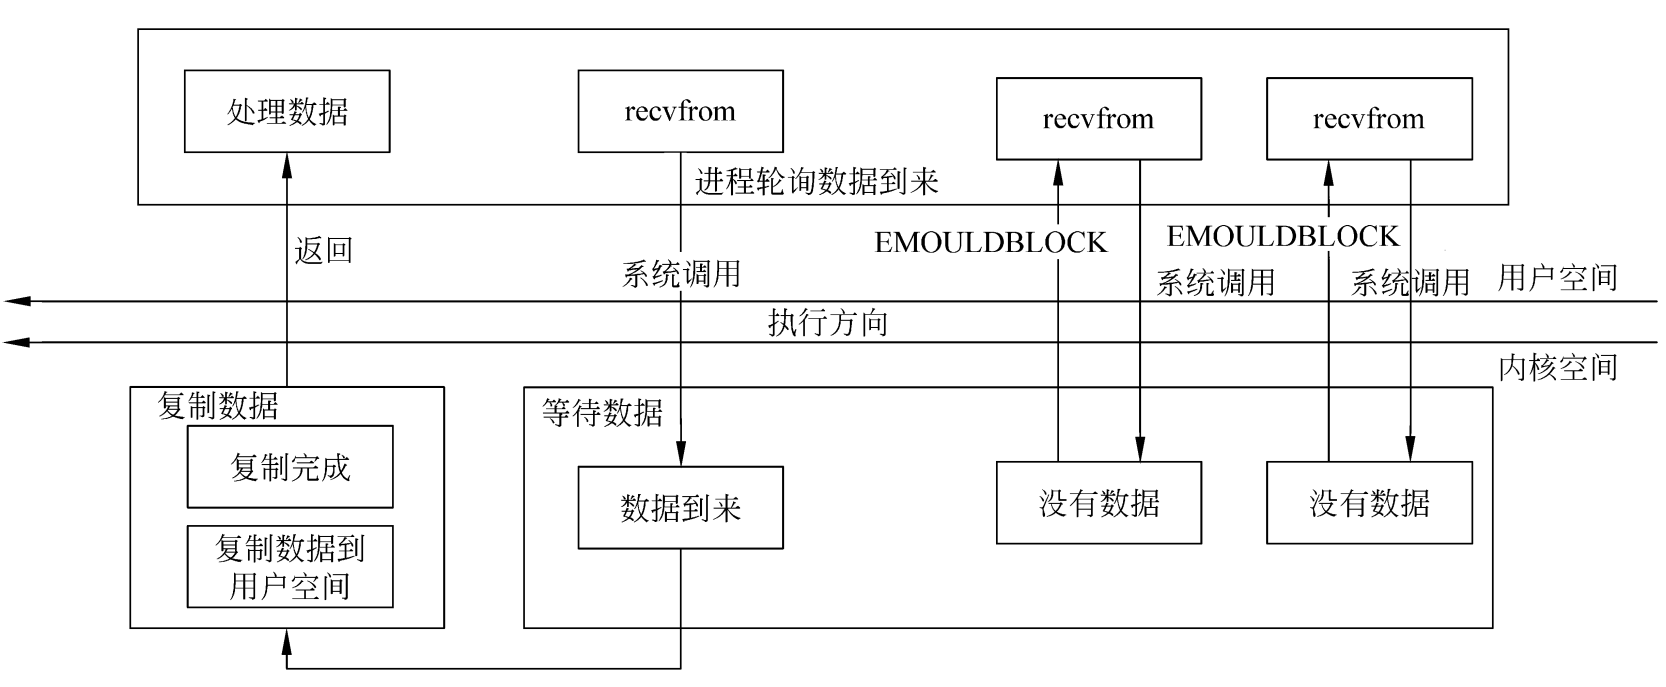 处理数据
recvfrom
recvfrom
recvfrom
进程轮询数据到来
返回
EMOULDBLOCK
EMOULDBLOCK
系统调用
系统调用
系统调用
用户空间
执行方向
内核空间
复制数据
等待数据
复制完成
数据到来
没有数据
没有数据
复制数据到
用户空间